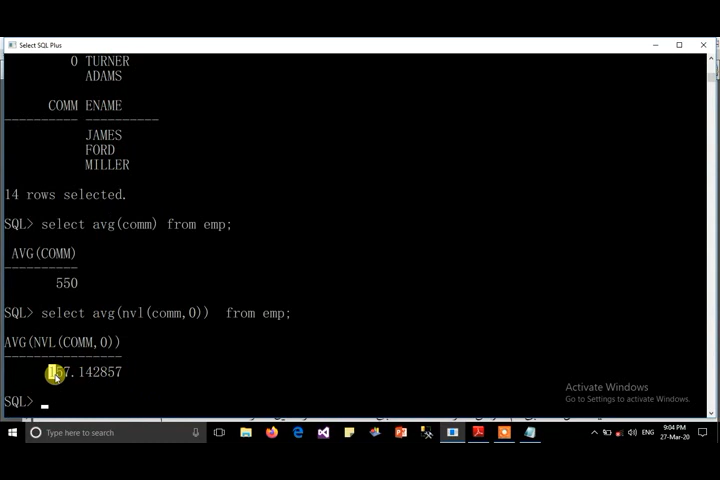 Select SQL Plus
0 TURNER
ADAMS
COMM ENAME
---------- ----------
JAMES
FORD
MILLER
14 rows selected.
SQL> select avg(comm) from emp;
AVG(COMM)
----------
550
SQL> select avg(nvl(comm,0))  from emp;
AVG(NVL(COMM,0))
----------------
157.142857
Activate Windows
Go to Settings to activate Windows.
SQL>
Type here to search
ENG
9:04 PM
27-Mar-20